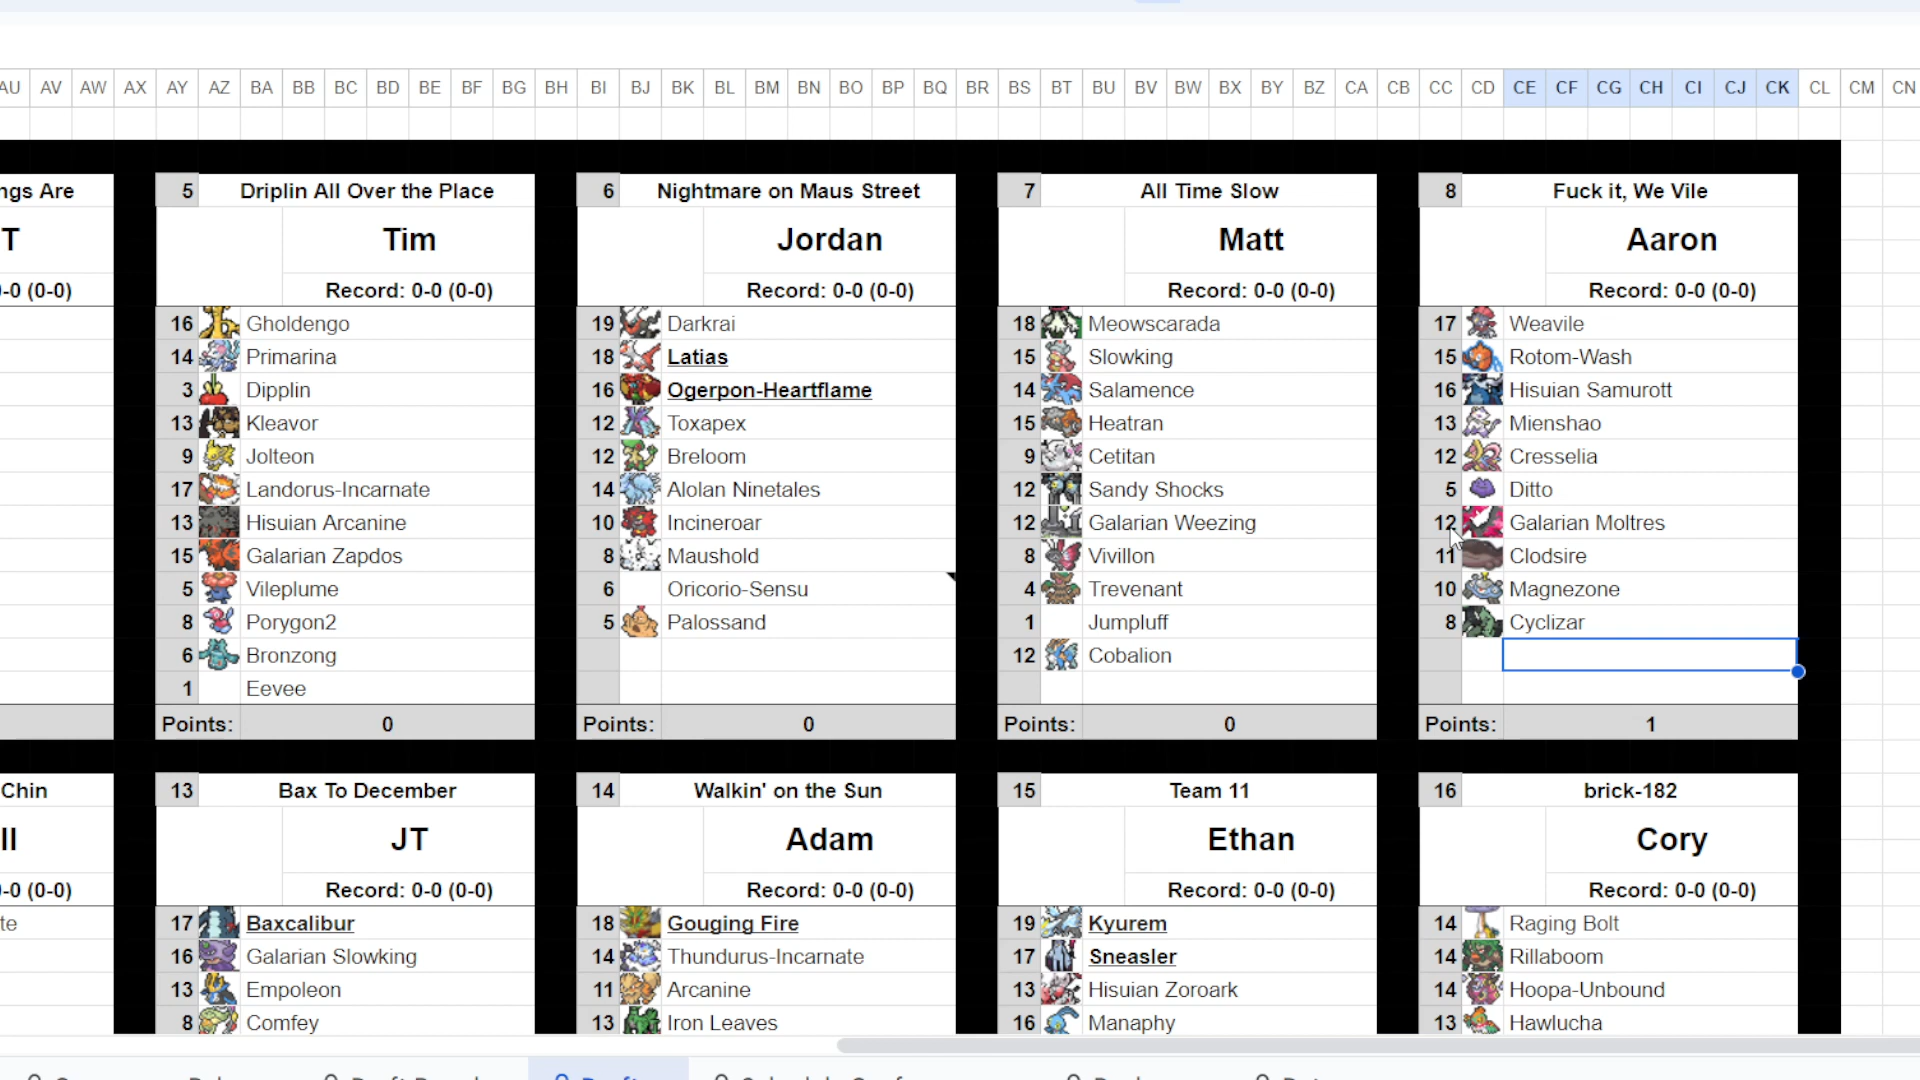 AU AV AW AX AY AZ BA BB BC BD BE BF BG BH BI BJ BK BL BM BN BO BP BQ BR BS BT BU BV BW BX BY BZ CA CB CC CD CE CF CG CH CI CJ CK CL CM CN
ngs Are 5 Driplin All Over the Place 6 Nightmare on Maus Street 7 All Time Slow 8 Fuck it, We Vile
T Tim Jordan Matt Aaron
-0 (0-0) Record: 0-0 (0-0) Record: 0-0 (0-0) Record: 0-0 (0-0) Record: 0-0 (0-0)
16 Gholdengo 19 Darkrai 18 Meowscarada 17 Weavile
14 Primarina 18 Latias 15 Slowking 15 Rotom-Wash
3 Dipplin 16 Ogerpon-Heartflame 14 Salamence 16 Hisuian Samurott
13 Kleavor 12 Toxapex 15 Heatran 13 Mienshao
9 Jolteon 12 Breloom 9 Cetitan 12 Cresselia
17 Landorus-Incarnate 14 Alolan Ninetales 12 Sandy Shocks 5 Ditto
13 Hisuian Arcanine 10 Incineroar 12 Galarian Weezing 12 Galarian Moltres
15 Galarian Zapdos 8 Maushold 8 Vivillon 11 Clodsire
5 Vileplume 6 Oricorio-Sensu 4 Trevenant 10 Magnezone
8 Porygon2 5 Palossand 1 Jumpluff 8 Cyclizar
6 Bronzong 12 Cobalion
1 Eevee
Points: 0 Points: 0 Points: 0 Points: 1
Chin 13 Bax To December 14 Walkin' on the Sun 15 Team 11 16 brick-182
ll JT Adam Ethan Cory
-0 (0-0) Record: 0-0 (0-0) Record: 0-0 (0-0) Record: 0-0 (0-0) Record: 0-0 (0-0)
te 17 Baxcalibur 18 Gouging Fire 19 Kyurem 14 Raging Bolt
16 Galarian Slowking 14 Thundurus-Incarnate 17 Sneasler 14 Rillaboom
13 Empoleon 11 Arcanine 13 Hisuian Zoroark 14 Hoopa-Unbound
8 Comfey 13 Iron Leaves 16 Manaphy 13 Hawlucha